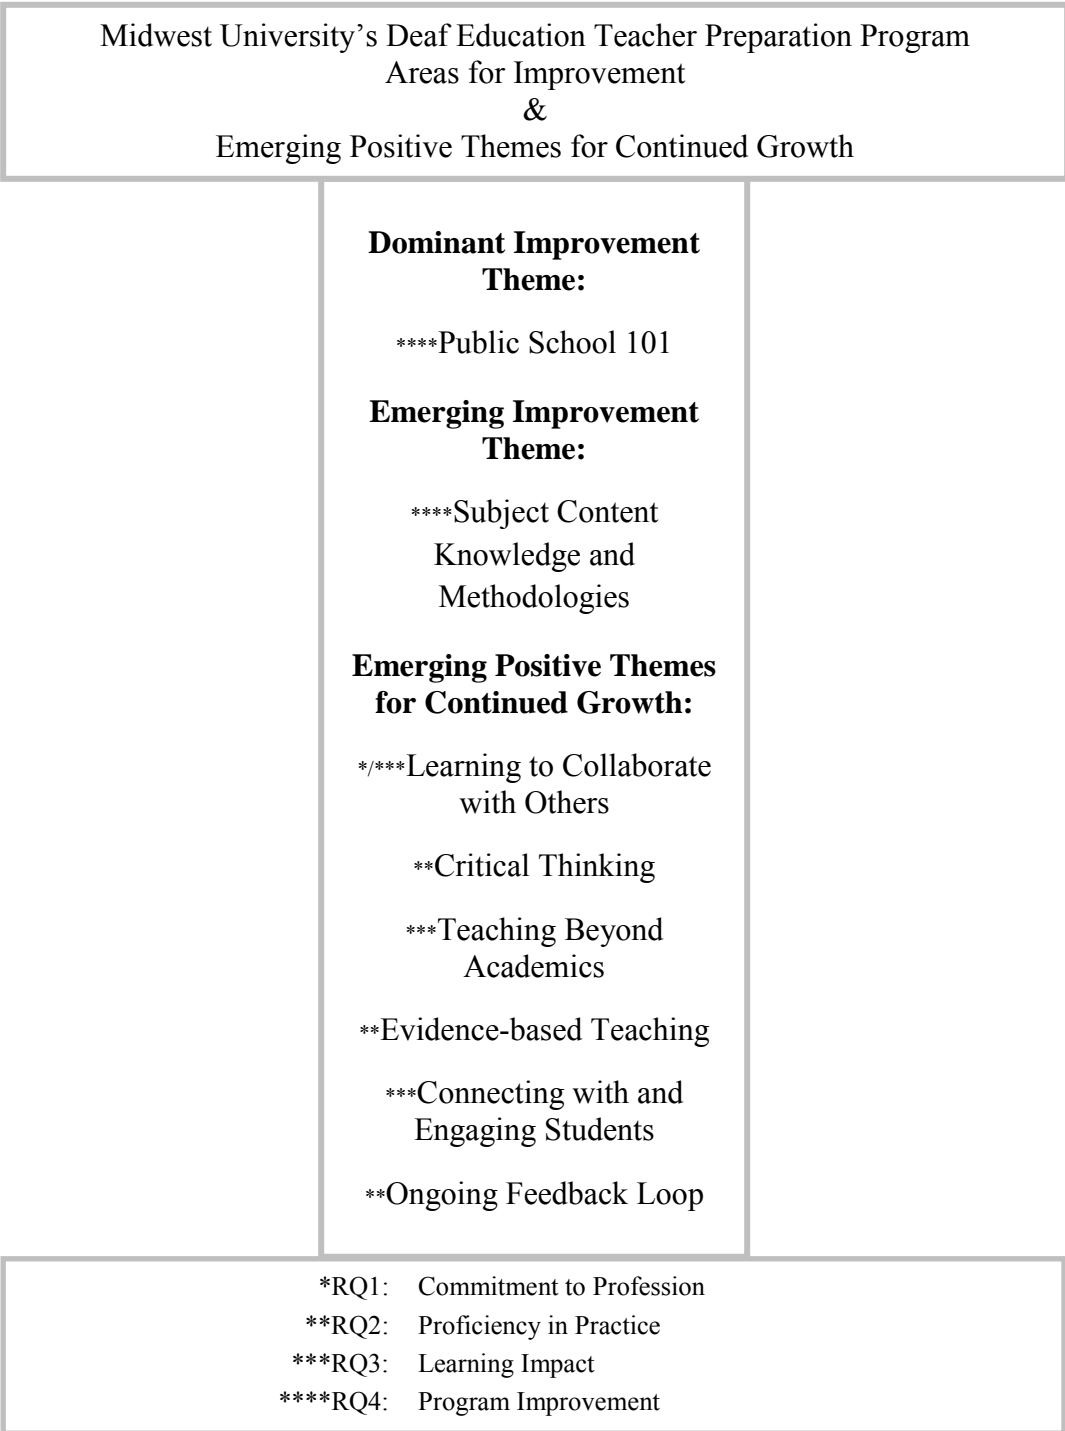 Midwest University’s Deaf Education Teacher Preparation Program
Areas for Improvement
&
Emerging Positive Themes for Continued Growth
Dominant Improvement
Theme:
****Public School 101
Emerging Improvement
Theme:
****Subject Content
Knowledge and
Methodologies
Emerging Positive Themes
for Continued Growth:
*/***Learning to Collaborate
with Others
**Critical Thinking
***Teaching Beyond
Academics
**Evidence-based Teaching
***Connecting with and
Engaging Students
**Ongoing Feedback Loop
*RQ1: Commitment to Profession
**RQ2: Proficiency in Practice
***RQ3: Learning Impact
****RQ4: Program Improvement